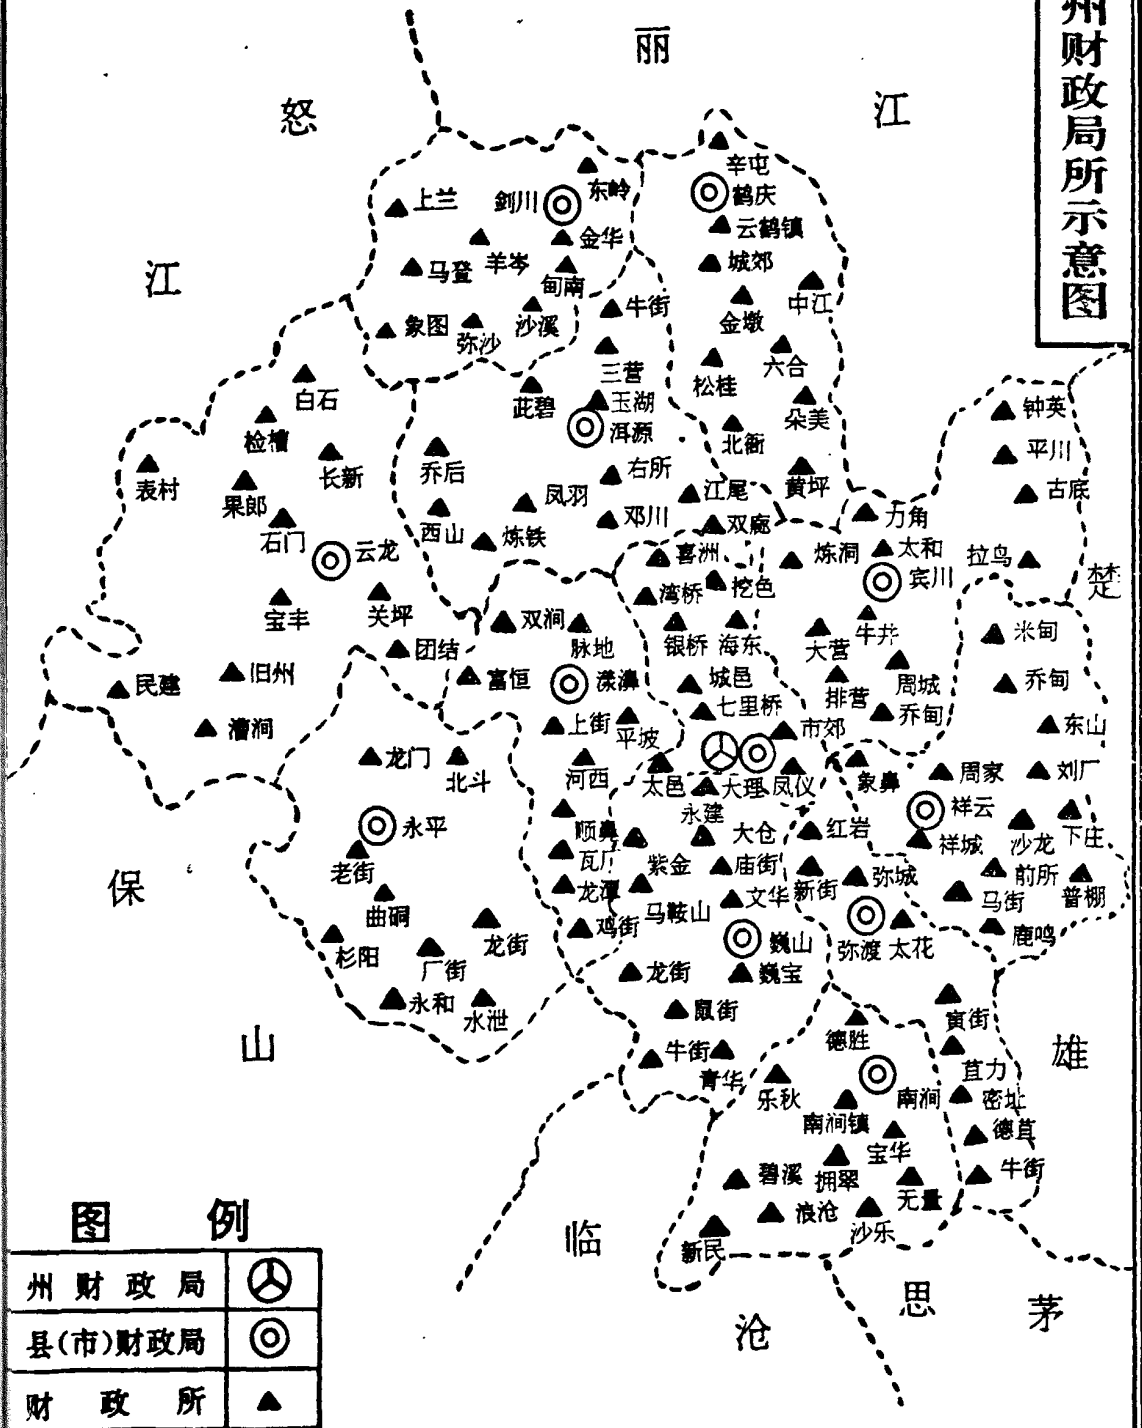 州财政局所示意图
丽
江
怒
江
辛屯
鹤庆
东岭
上兰
剑川
云鹤镇
金华
羊岑
马登
城郊
甸南
中江
牛街
金墩
沙溪
象图
弥沙
六合
三营
松桂
白石
此碧
玉湖
朵美
钟英
检槽
洱源
北衙
平川
长新
乔后
右所
表村
黄坪
古底
果郎
凤羽
江尾
石门
西山
炼铁
邓川
双廊
力角
云龙
喜洲
炼洞
太和
拉乌
宾川
楚
宝丰
关坪
湾桥
挖色
双涧
脉地
银桥
海东
牛井
米甸
团结
大营
旧州
富恒
漾濞
城邑
周城
民建
排营
乔甸
七里桥
乔甸
漕涧
上街
平坡
市郊
东山
龙门
北斗
河西
太邑
大理
凤仪
象鼻
周家
刘厂
永建
祥云
永平
顺鼻
大仓
红岩
祥城
沙龙
下庄
老街
瓦厂
紫金
庙街
新街
弥城
前所
保
龙潭
马街
普棚
曲硐
马鞍山
文华
鸡街
巍山
弥渡
太花
鹿鸣
杉阳
厂街
龙街
龙街
巍宝
永和
水泄
鼠街
寅街
山
牛街
德胜
雄
青华
苴力
乐秋
南涧
密址
南涧镇
德苴
宝华
碧溪
拥翠
牛街
无量
浪沧
沙乐
新民
临
沧
思
茅
图 例
州财政局
县(市)财政局
财政所